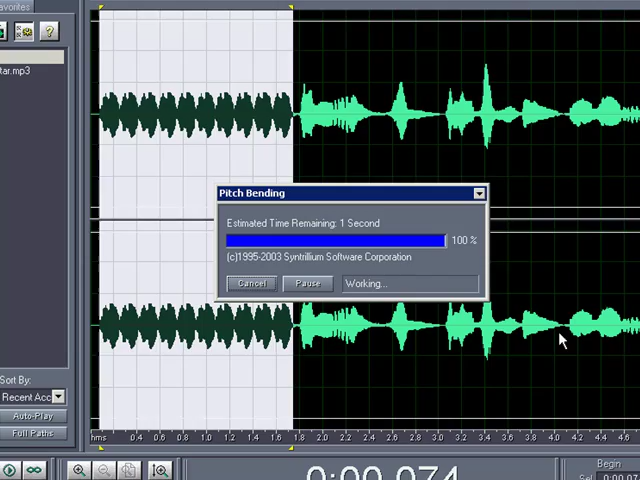 avorites
?
tar.mp3
Pitch Bending
Estimated Time Remaining: 1 Second
100 %
(c)1995-2003 Syntrillium Software Corporation
Cancel Pause Working...
Sort By:
Recent Acc
Auto-Play
Full Paths
hms 0.4 0.6 0.8 1.0 1.2 1.4 1.6 1.8 2.0 2.2 2.4 2.6 2.8 3.0 3.2 3.4 3.6 3.8 4.0 4.2 4.4 4.6
0:00.074
Begin
Sel 0:00.07